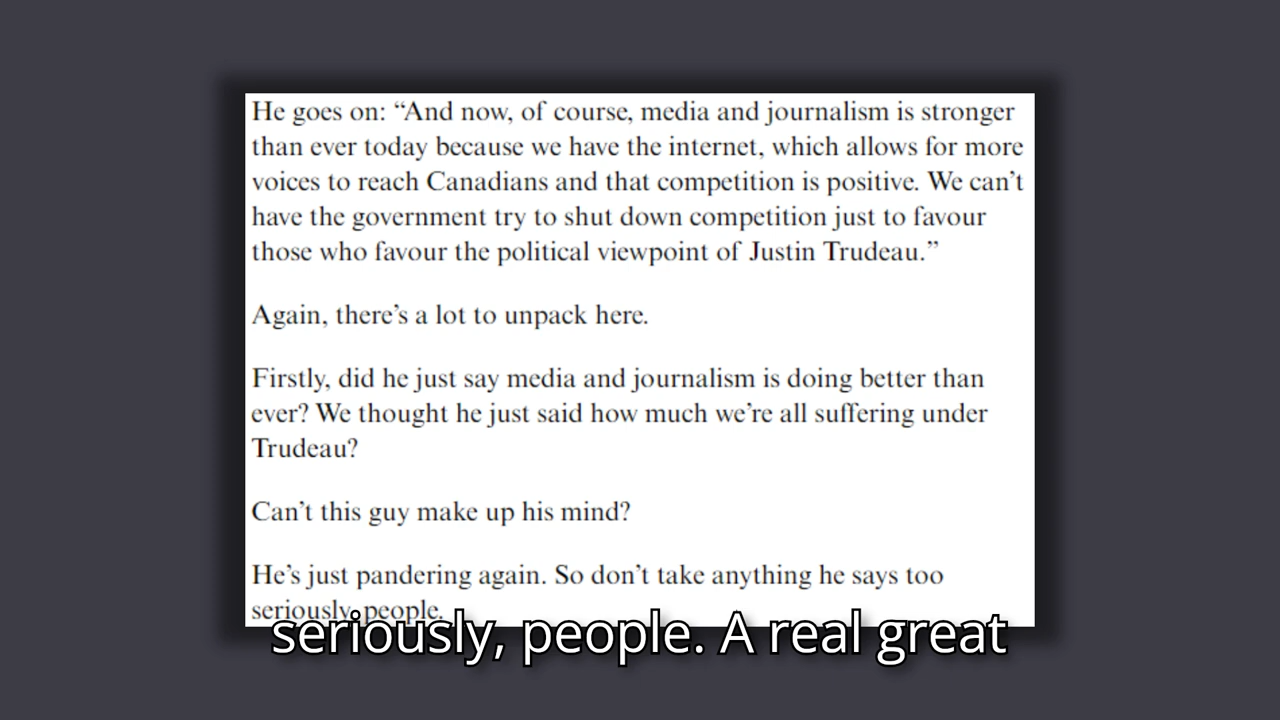 He goes on: “And now, of course, media and journalism is stronger
than ever today because we have the internet, which allows for more
voices to reach Canadians and that competition is positive. We can’t
have the government try to shut down competition just to favour
those who favour the political viewpoint of Justin Trudeau.”
Again, there’s a lot to unpack here.
Firstly, did he just say media and journalism is doing better than
ever? We thought he just said how much we’re all suffering under
Trudeau?
Can’t this guy make up his mind?
He’s just pandering again. So don’t take anything he says too
seriously, people.
seriously, people. A real great